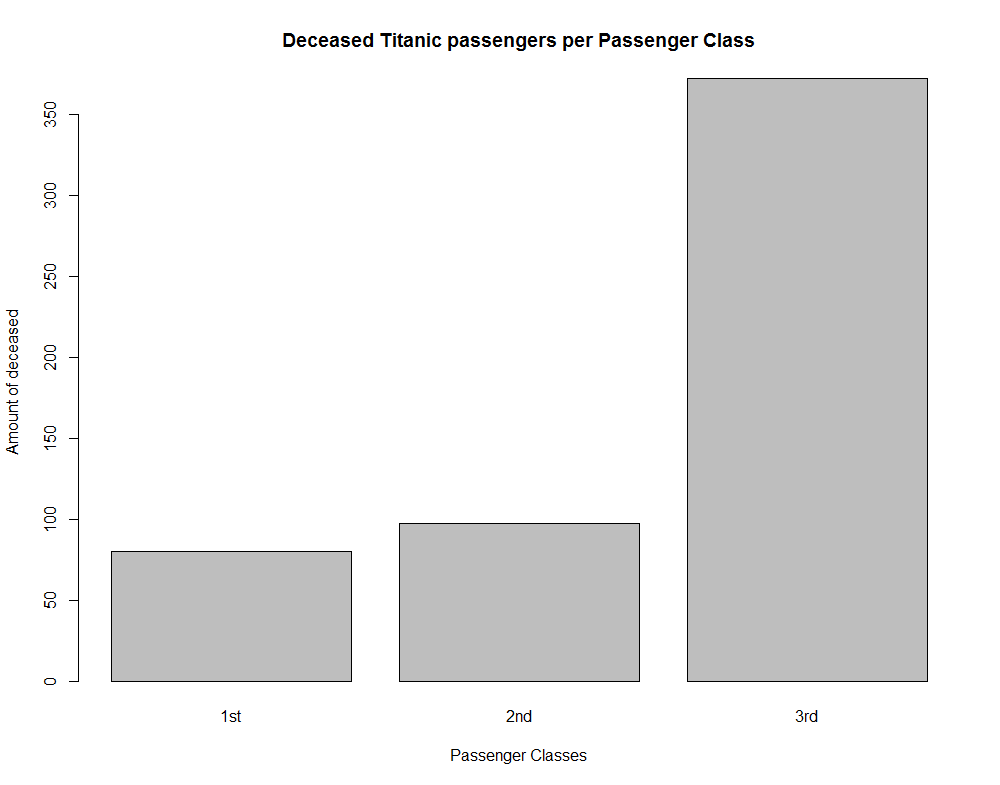 Deceased Titanic passengers per Passenger Class
Amount of deceased
350
300
250
200
150
100
50
0
1st
2nd
3rd
Passenger Classes